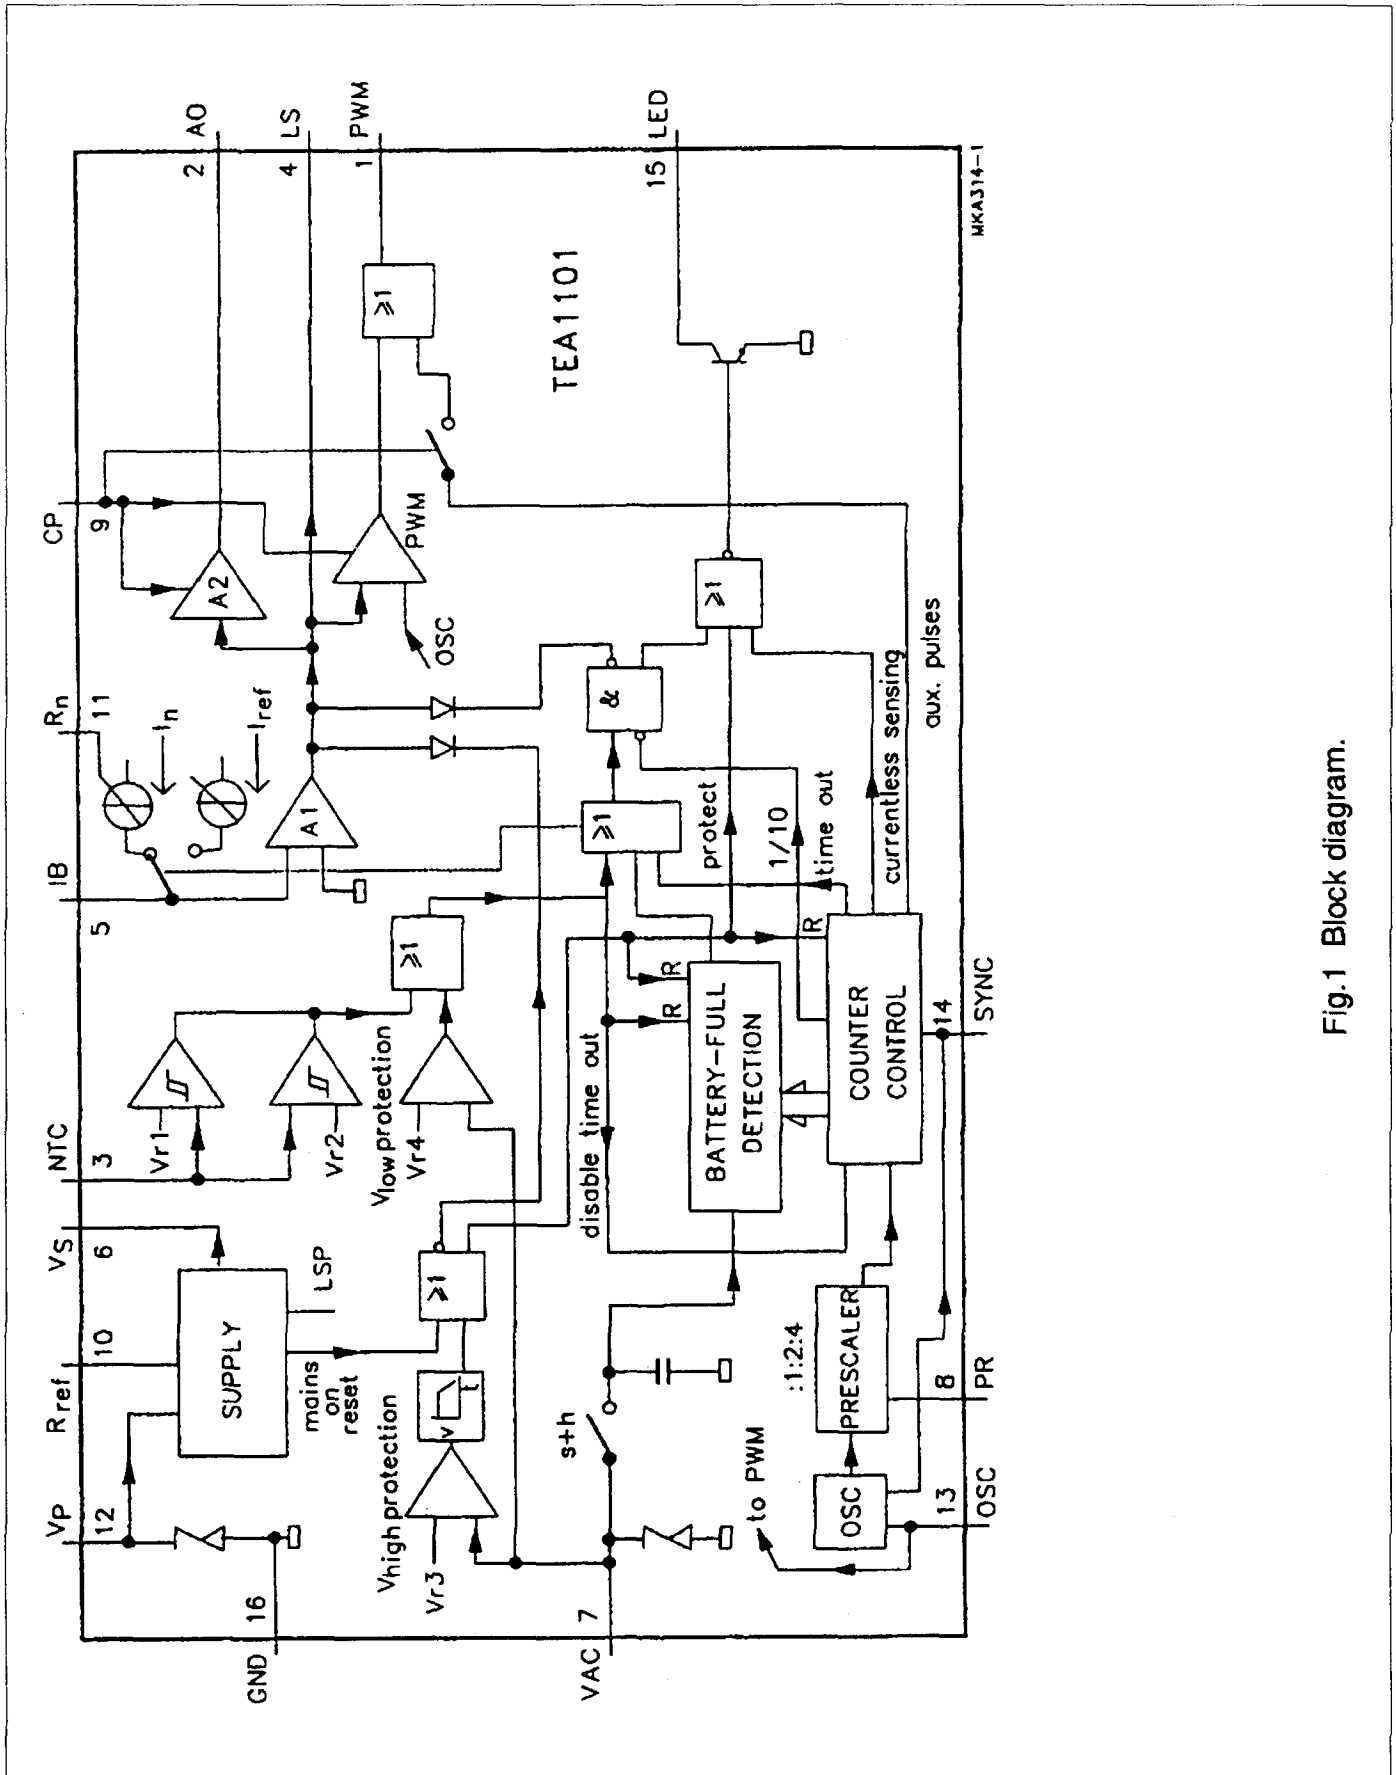 VP
12
Rref
10
VS
6
NTC
3
IB
5
Rn
11
CP
9
GND
16
SUPPLY
LSP
mains
on
reset
Vr1
Vr2
In
Iref
A1
A2
2
AO
4
LS
1
PWM
PWM
OSC
≥1
TEA1101
Vhigh protection
Vr3
V
t
≥1
Vlow protection
Vr4
≥1
disable time out
≥1
&
≥1
15
LED
VAC
7
s+h
R
R
BATTERY-FULL
DETECTION
protect
1/10
time out
currentless sensing
aux. pulses
to PWM
OSC
:1:2:4
PRESCALER
R
COUNTER
CONTROL
13
OSC
8
PR
14
SYNC
MKA314-1
Fig.1 Block diagram.